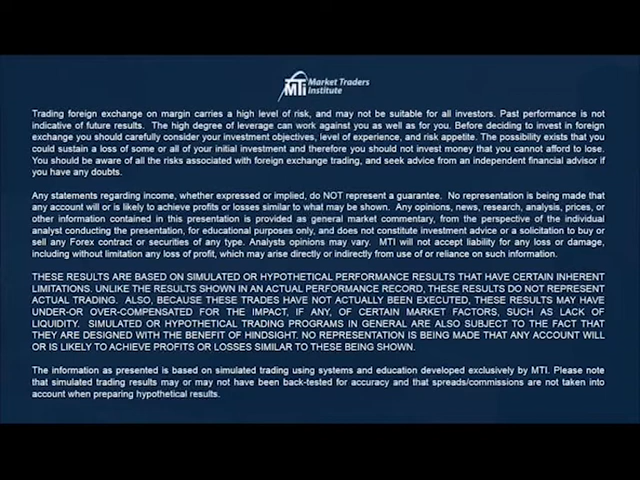 MTi Market Traders
Institute
Trading foreign exchange on margin carries a high level of risk, and may not be suitable for all investors. Past performance is not
indicative of future results. The high degree of leverage can work against you as well as for you. Before deciding to invest in foreign
exchange you should carefully consider your investment objectives, level of experience, and risk appetite. The possibility exists that you
could sustain a loss of some or all of your initial investment and therefore you should not invest money that you cannot afford to lose.
You should be aware of all the risks associated with foreign exchange trading, and seek advice from an independent financial advisor if
you have any doubts.
Any statements regarding income, whether expressed or implied, do NOT represent a guarantee. No representation is being made that
any account will or is likely to achieve profits or losses similar to what may be shown. Any opinions, news, research, analysis, prices, or
other information contained in this presentation is provided as general market commentary, from the perspective of the individual
analyst conducting the presentation, for educational purposes only, and does not constitute investment advice or a solicitation to buy or
sell any Forex contract or securities of any type. Analysts opinions may vary. MTI will not accept liability for any loss or damage,
including without limitation any loss of profit, which may arise directly or indirectly from use of or reliance on such information.
THESE RESULTS ARE BASED ON SIMULATED OR HYPOTHETICAL PERFORMANCE RESULTS THAT HAVE CERTAIN INHERENT
LIMITATIONS. UNLIKE THE RESULTS SHOWN IN AN ACTUAL PERFORMANCE RECORD, THESE RESULTS DO NOT REPRESENT
ACTUAL TRADING. ALSO, BECAUSE THESE TRADES HAVE NOT ACTUALLY BEEN EXECUTED, THESE RESULTS MAY HAVE
UNDER-OR OVER-COMPENSATED FOR THE IMPACT, IF ANY, OF CERTAIN MARKET FACTORS, SUCH AS LACK OF
LIQUIDITY. SIMULATED OR HYPOTHETICAL TRADING PROGRAMS IN GENERAL ARE ALSO SUBJECT TO THE FACT THAT
THEY ARE DESIGNED WITH THE BENEFIT OF HINDSIGHT. NO REPRESENTATION IS BEING MADE THAT ANY ACCOUNT WILL
OR IS LIKELY TO ACHIEVE PROFITS OR LOSSES SIMILAR TO THESE BEING SHOWN.
The information as presented is based on simulated trading using systems and education developed exclusively by MTI. Please note
that simulated trading results may or may not have been back-tested for accuracy and that spreads/commissions are not taken into
account when preparing hypothetical results.